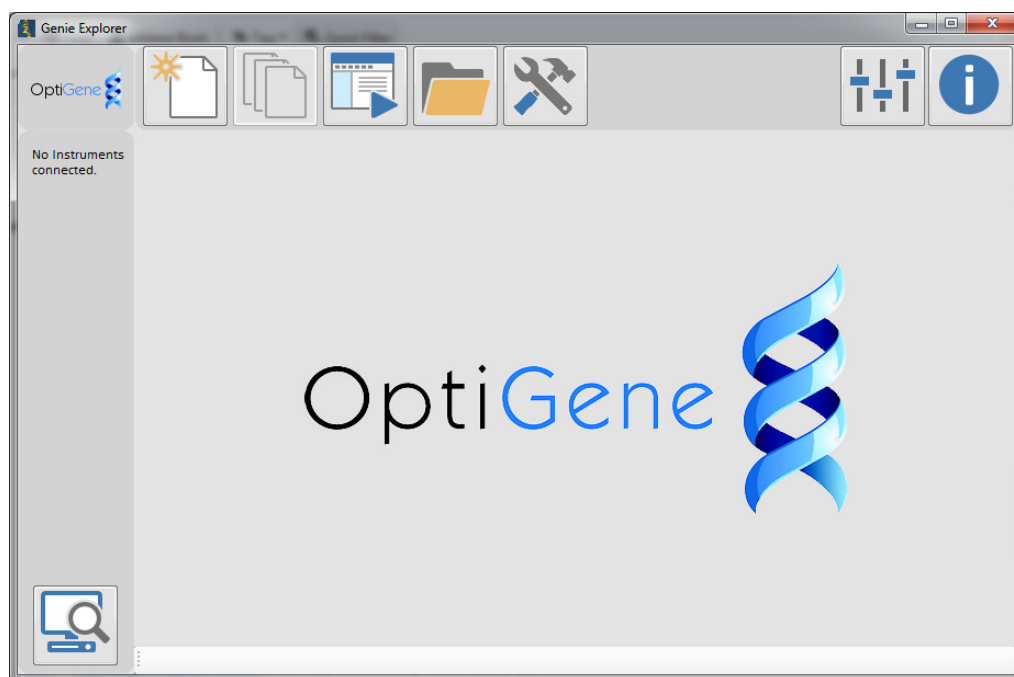 Genie Explorer
OptiGene
No Instruments
connected.
OptiGene